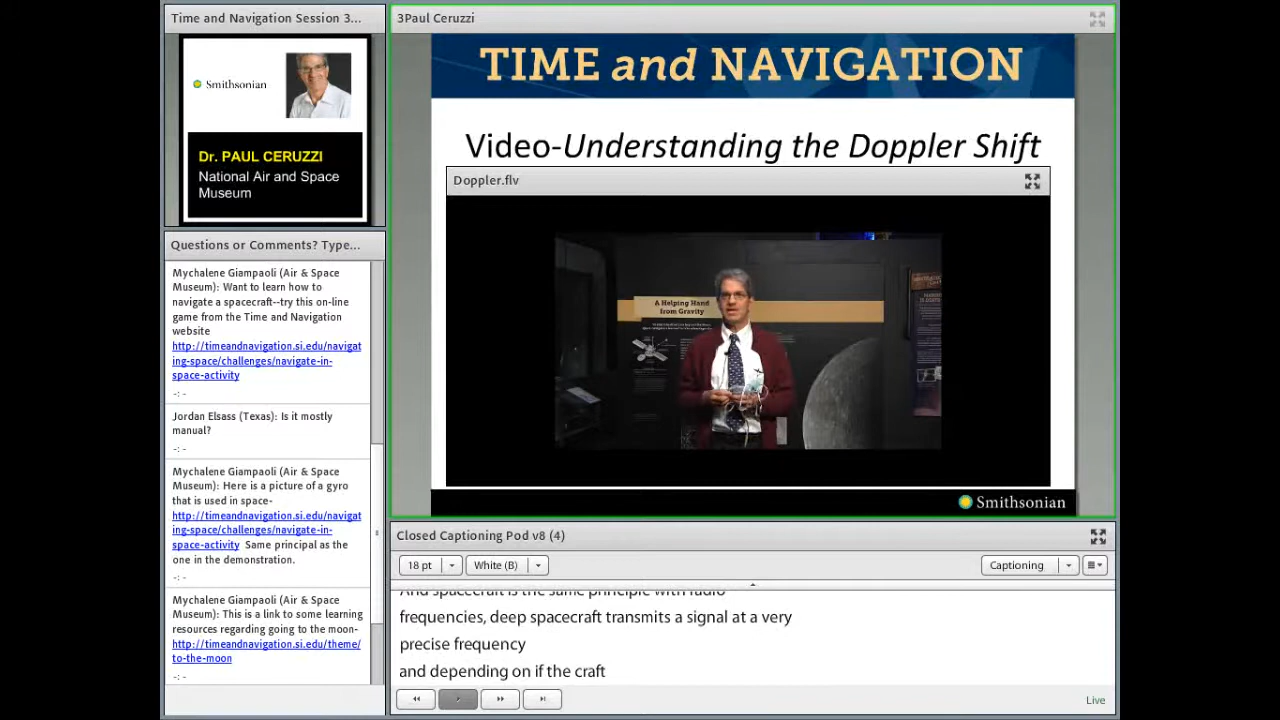 Time and Navigation Session 3...
Smithsonian
Dr. PAUL CERUZZI
National Air and Space
Museum
Questions or Comments? Type...
Mychalene Giampaoli (Air & Space
Museum): Want to learn how to
navigate a spacecraft--try this on-line
game from the Time and Navigation
website
http://timeandnavigation.si.edu/navigat
ing-space/challenges/navigate-in-
space-activity
-:-
Jordan Elsass (Texas): Is it mostly
manual?
-:-
Mychalene Giampaoli (Air & Space
Museum): Here is a picture of a gyro
that is used in space-
http://timeandnavigation.si.edu/navigat
ing-space/challenges/navigate-in-
space-activity Same principal as the
one in the demonstration.
-:-
Mychalene Giampaoli (Air & Space
Museum): This is a link to some learning
resources regarding going to the moon-
http://timeandnavigation.si.edu/theme/
to-the-moon
-:-
3Paul Ceruzzi
TIME and NAVIGATION
Video-Understanding the Doppler Shift
Doppler.flv
A Helping Hand
from Gravity
Smithsonian
Closed Captioning Pod v8 (4)
18 pt
White (B)
Captioning
And spacecraft is the same principle with radio
frequencies, deep spacecraft transmits a signal at a very
precise frequency
and depending on if the craft
Live